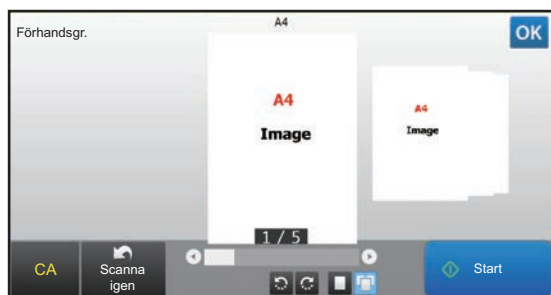 A4
Förhandsgr.
OK
A4
Image
A4
Image
1 / 5
CA
Scanna
igen
Start